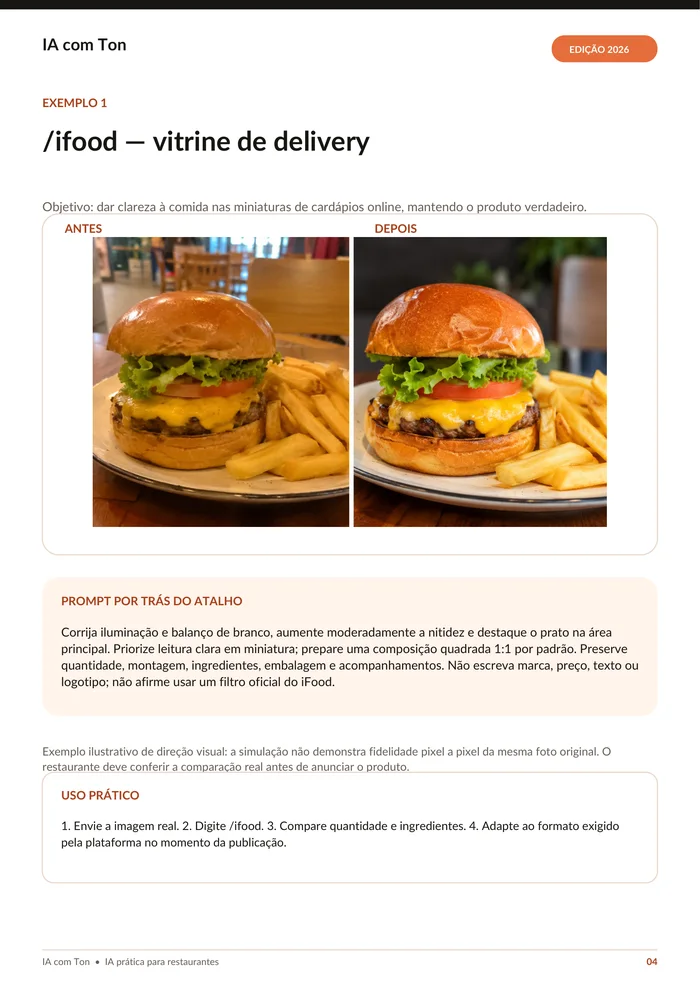 IA com Ton
EDIÇÃO 2026
EXEMPLO 1
/ifood — vitrine de delivery
Objetivo: dar clareza à comida nas miniaturas de cardápios online, mantendo o produto verdadeiro.
ANTES
DEPOIS
PROMPT POR TRÁS DO ATALHO
Corrija iluminação e balanço de branco, aumente moderadamente a nitidez e destaque o prato na área
principal. Priorize leitura clara em miniatura; prepare uma composição quadrada 1:1 por padrão. Preserve
quantidade, montagem, ingredientes, embalagem e acompanhamentos. Não escreva marca, preço, texto ou
logotipo; não afirme usar um filtro oficial do iFood.
Exemplo ilustrativo de direção visual: a simulação não demonstra fidelidade pixel a pixel da mesma foto original. O
restaurante deve conferir a comparação real antes de anunciar o produto.
USO PRÁTICO
1. Envie a imagem real. 2. Digite /ifood. 3. Compare quantidade e ingredientes. 4. Adapte ao formato exigido
pela plataforma no momento da publicação.
IA com Ton • IA prática para restaurantes
04